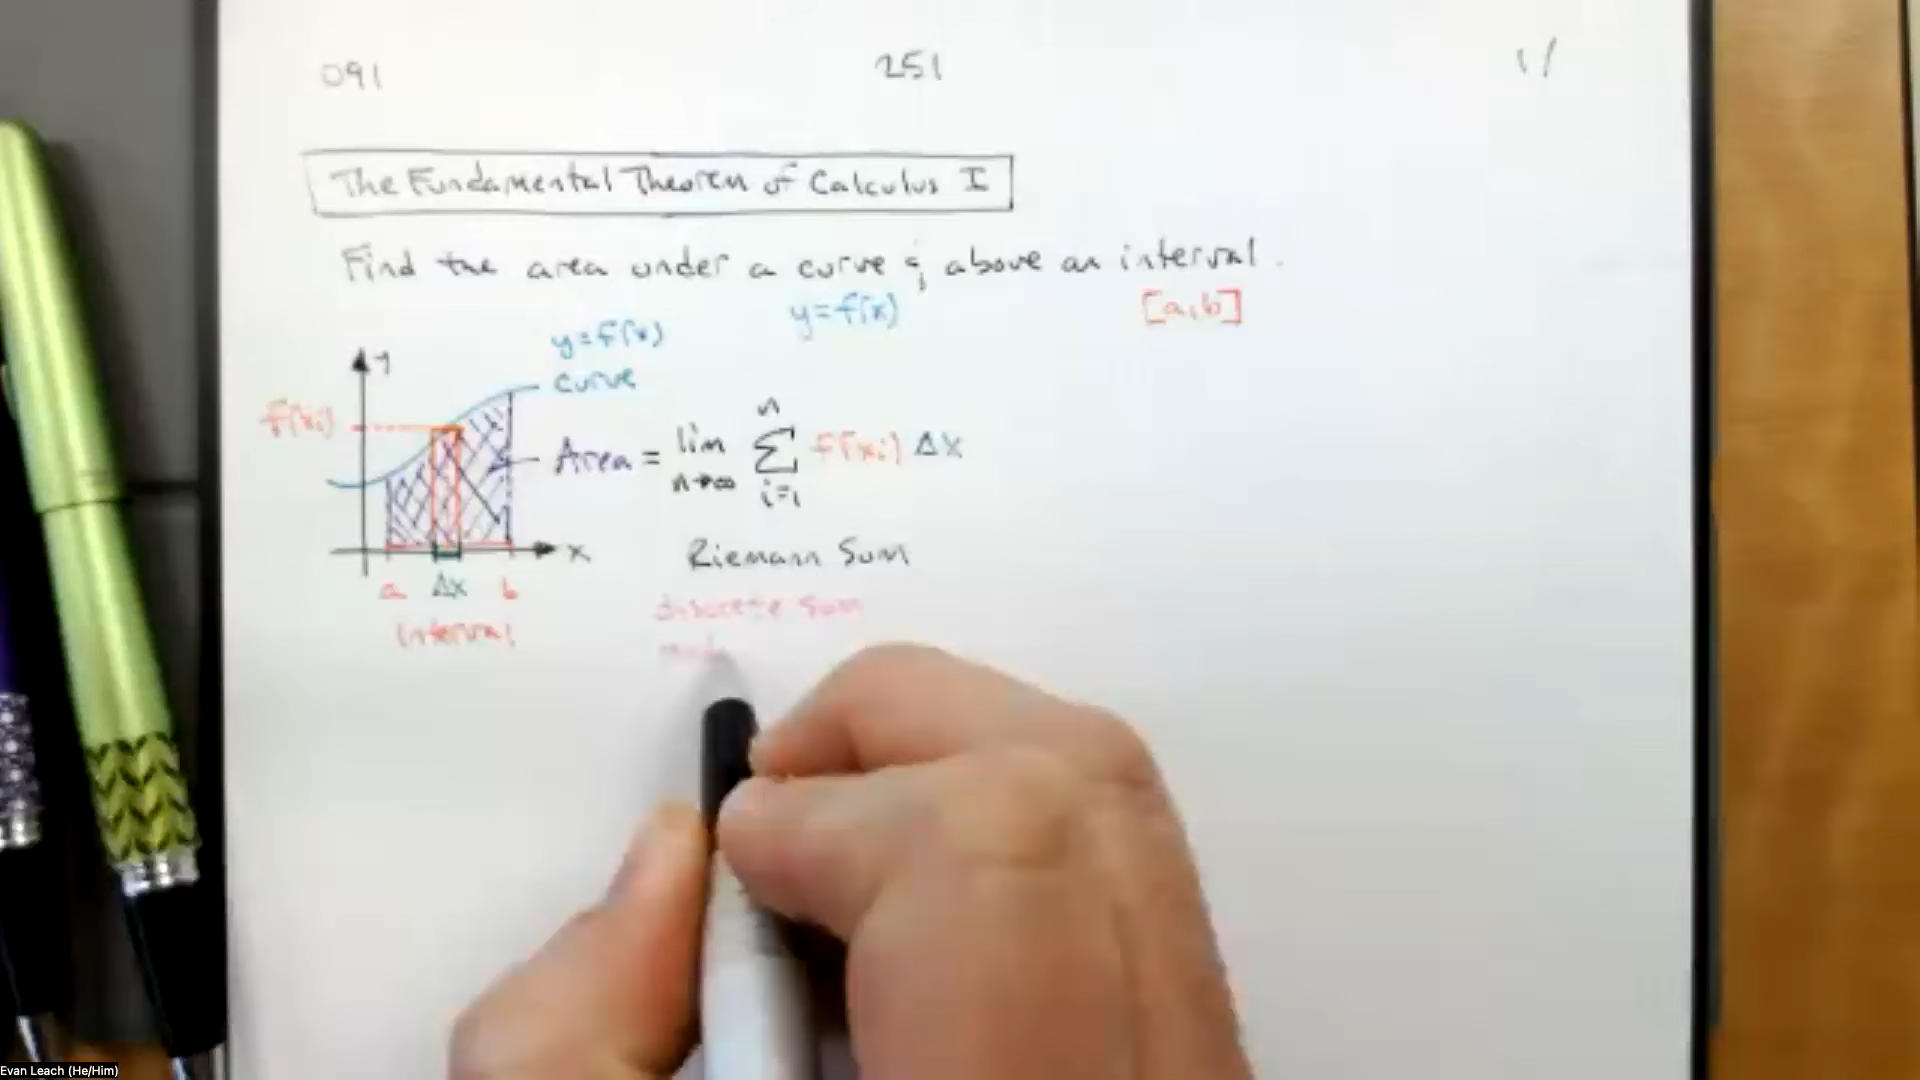 091 251 1/
The Fundamental Theorem of Calculus I
Find the area under a curve & above an interval.
y=f(x) [a,b]
y=f(x)
curve
y
f(xi)
Area = lim n→∞ n Σ i=1 f(xi) Δx
x
Riemann Sum
a Δx b
interval
discrete sum
Evan Leach (He/Him)